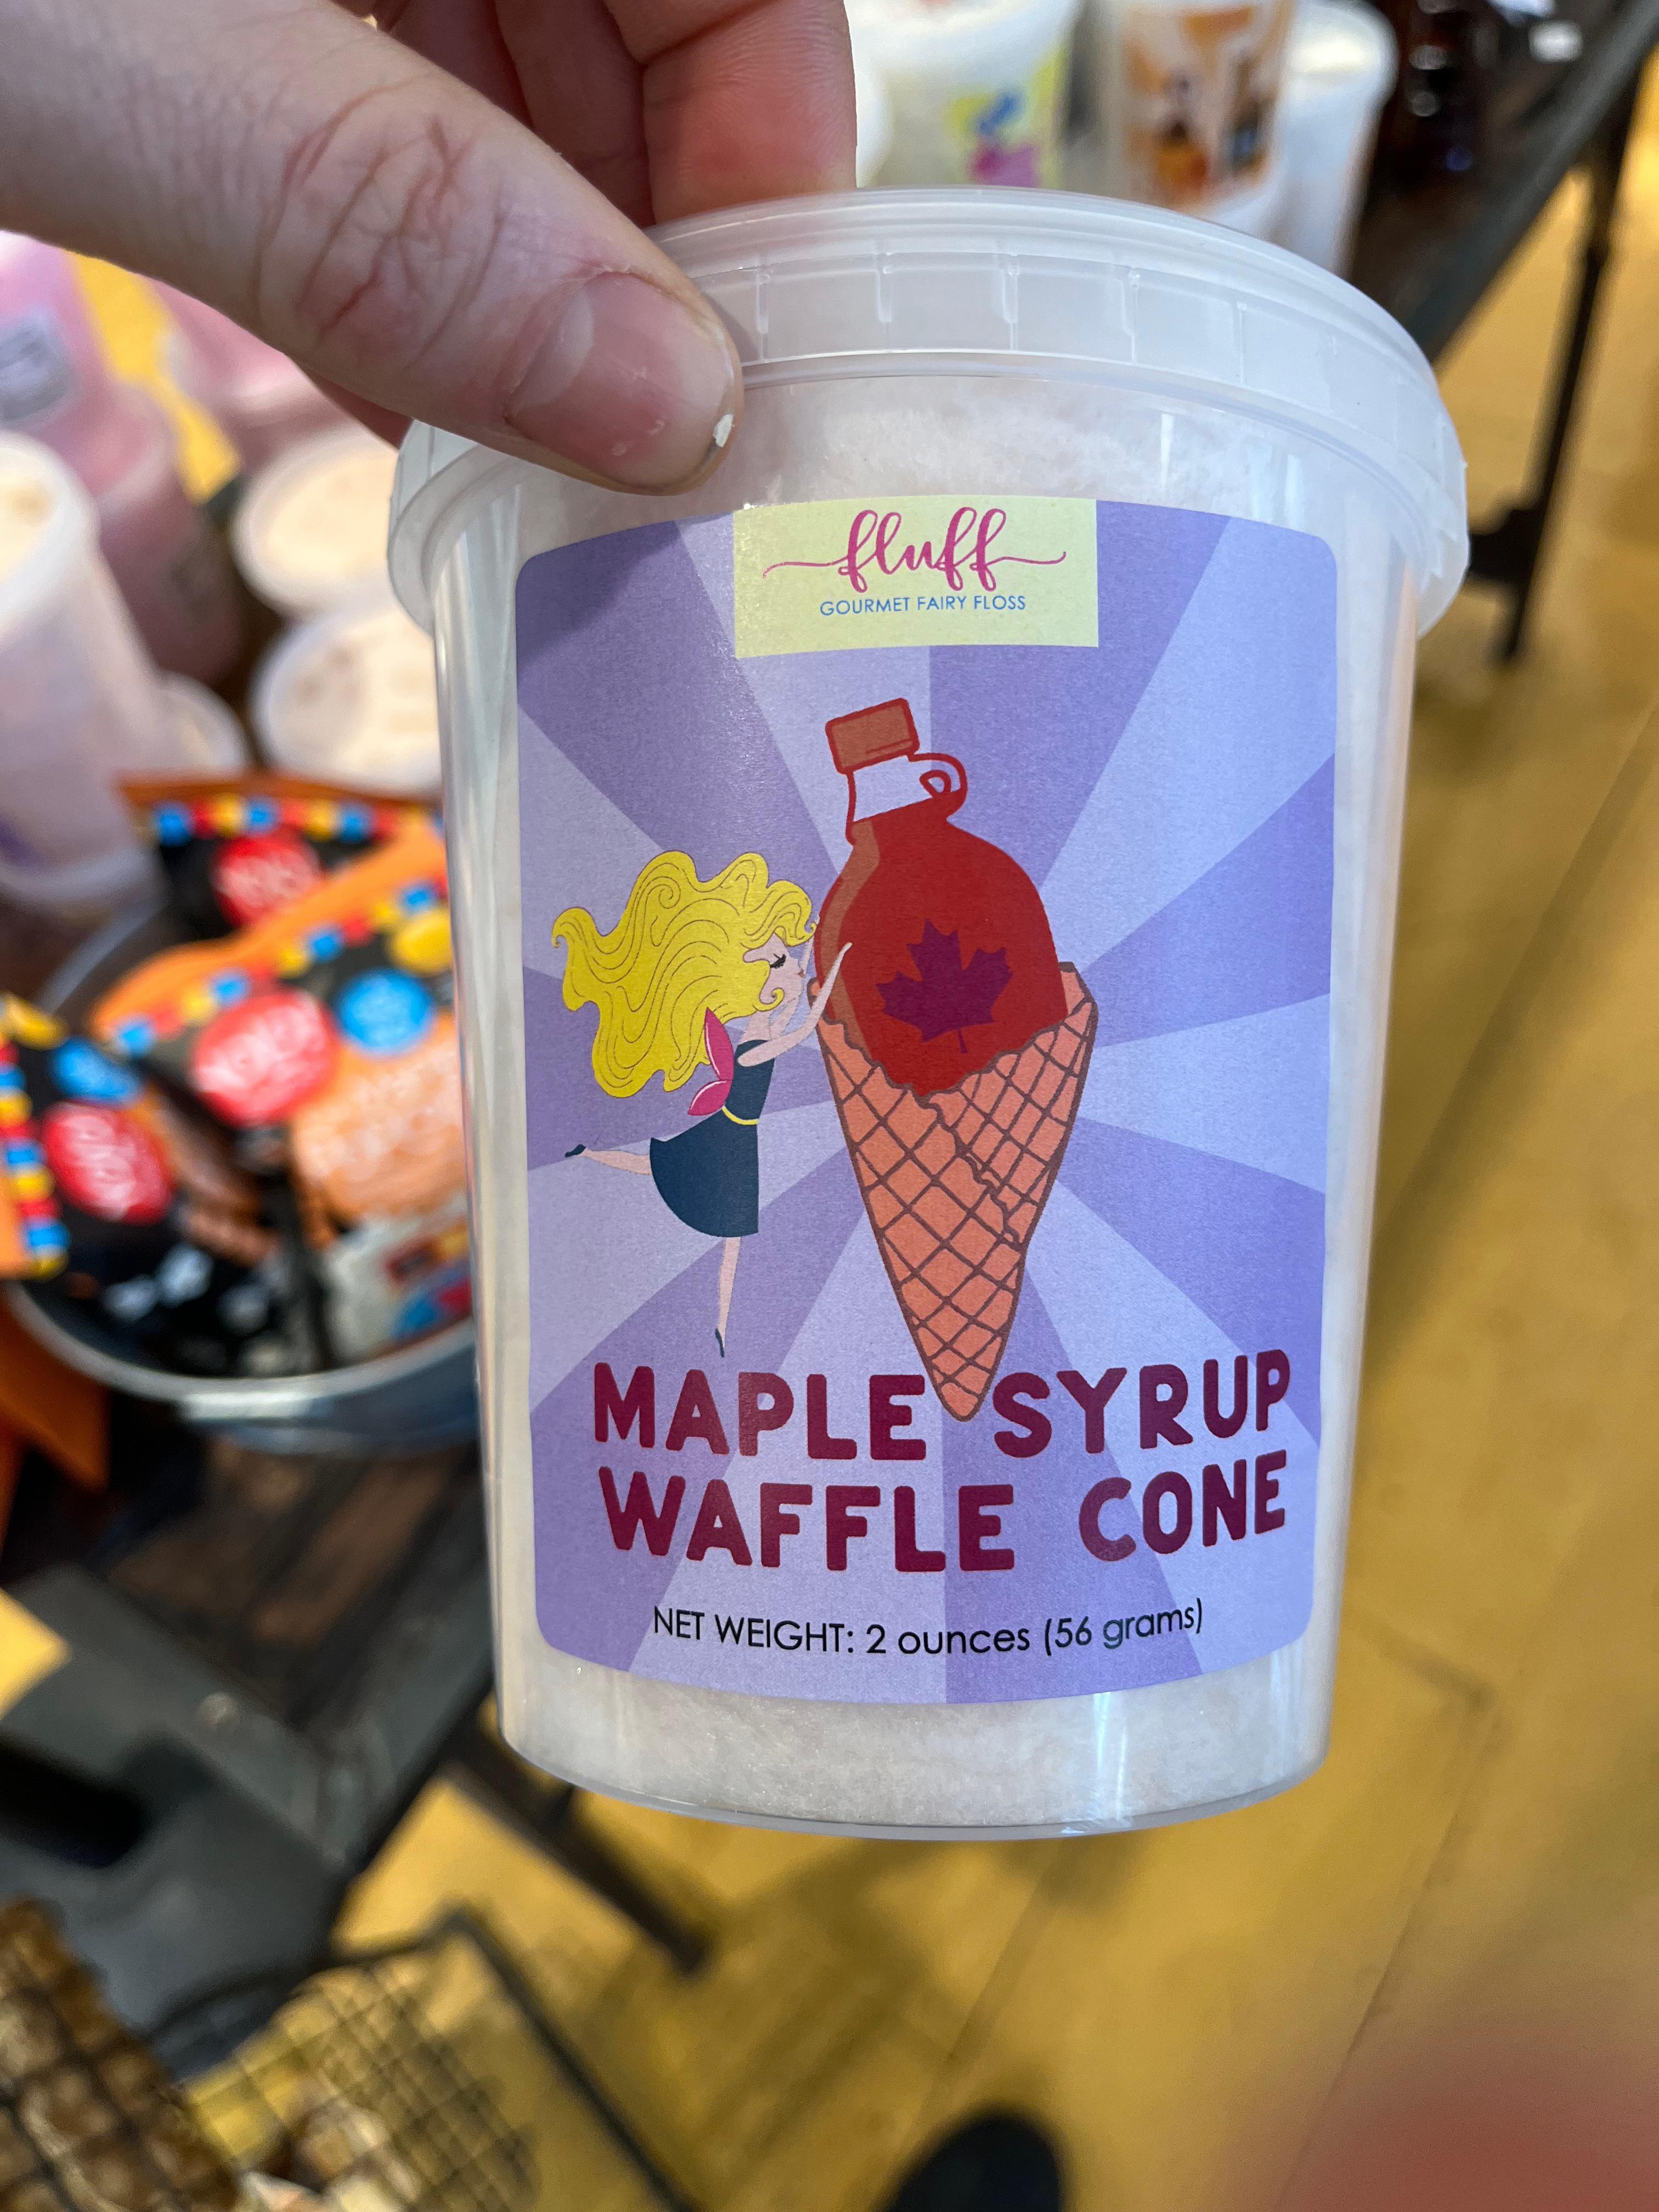 fluff
GOURMET FAIRY FLOSS
MAPLE SYRUP
WAFFLE CONE
NET WEIGHT: 2 ounces (56 grams)